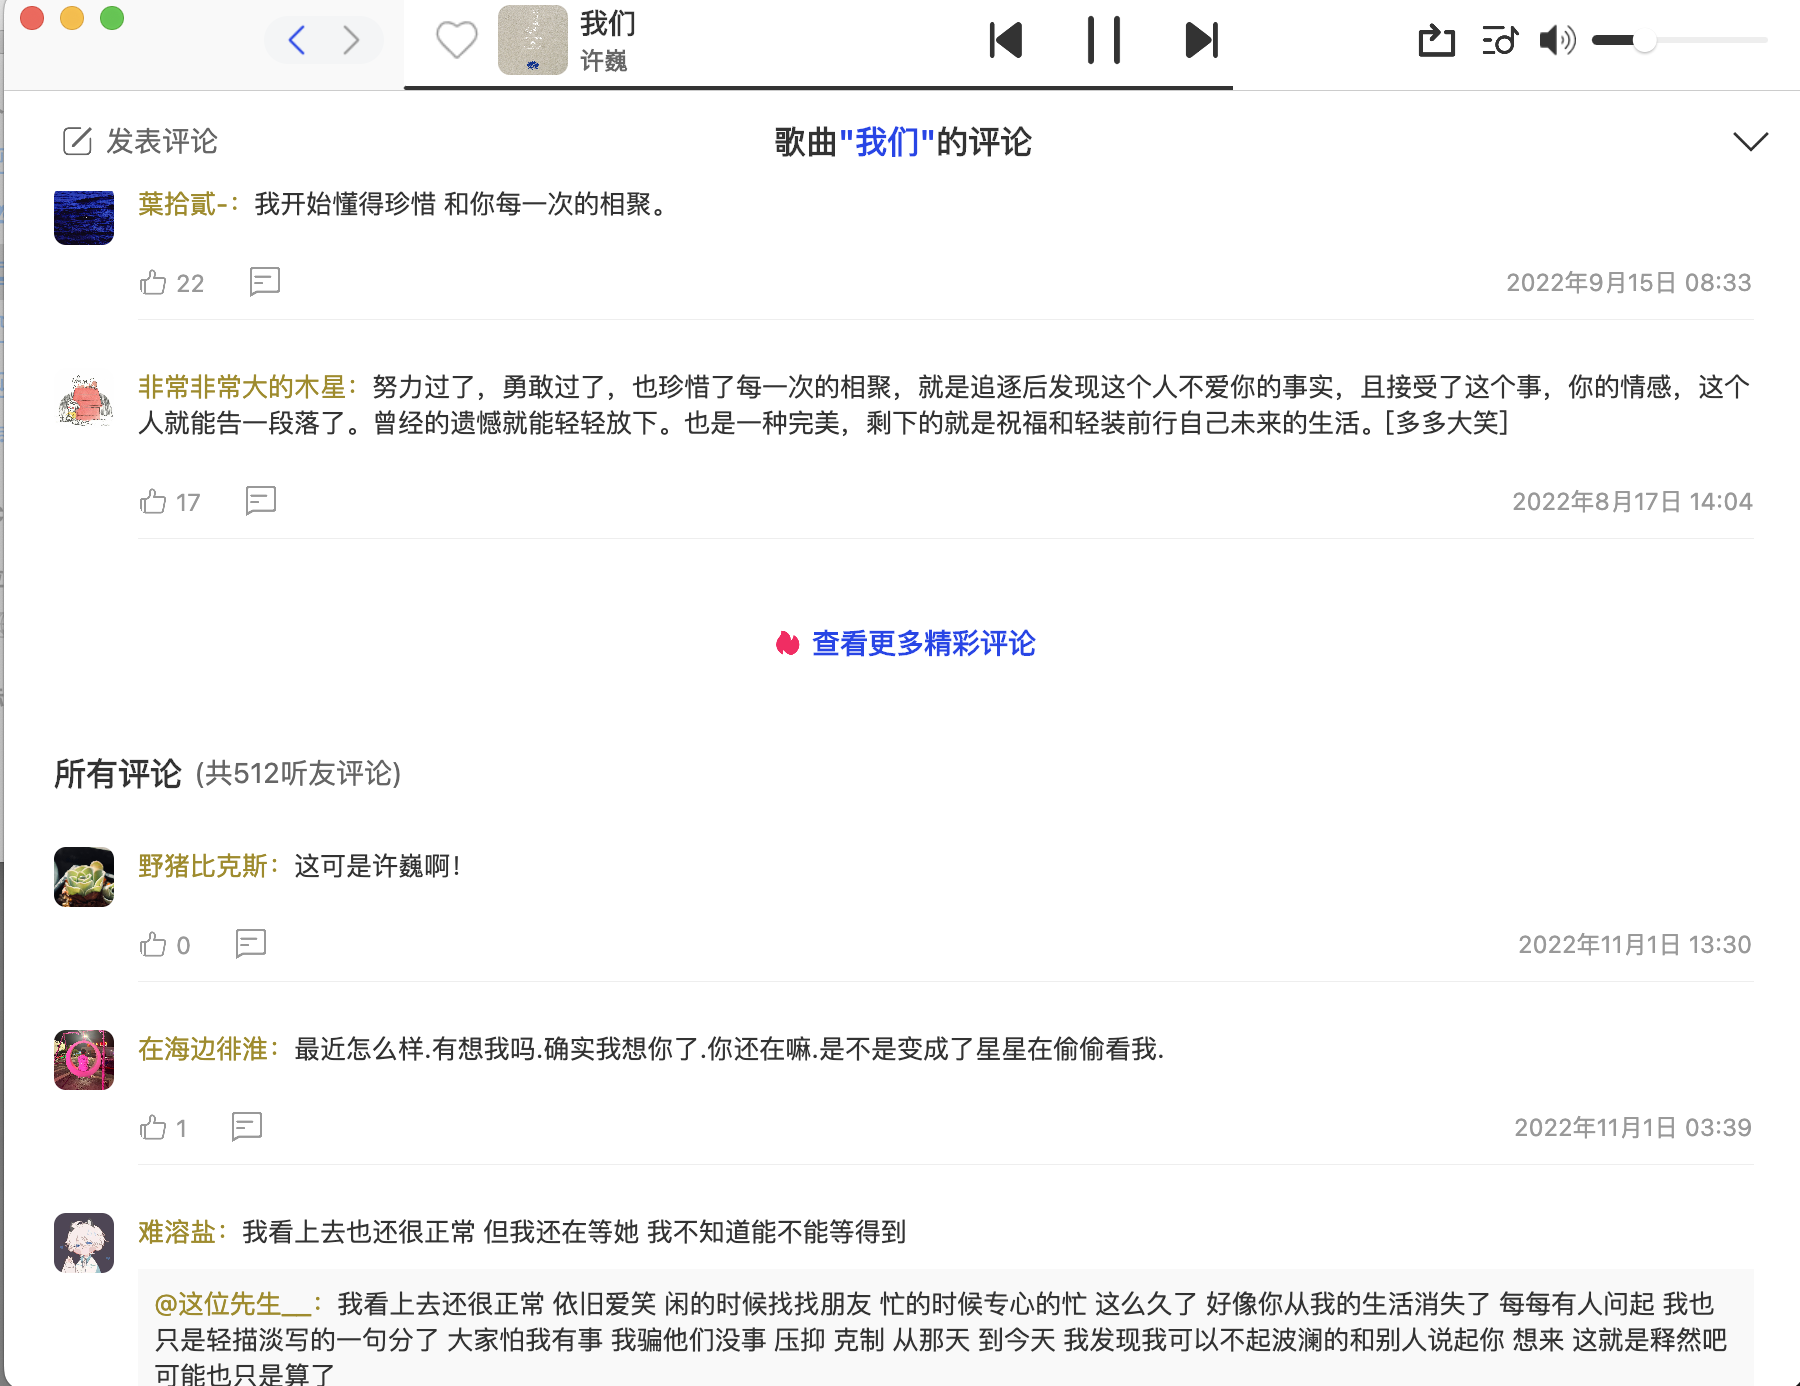 我们
许巍
发表评论
歌曲"我们"的评论
葉拾貳-：我开始懂得珍惜 和你每一次的相聚。
22
2022年9月15日 08:33
非常非常大的木星：努力过了，勇敢过了，也珍惜了每一次的相聚，就是追逐后发现这个人不爱你的事实，且接受了这个事，你的情感，这个
人就能告一段落了。曾经的遗憾就能轻轻放下。也是一种完美，剩下的就是祝福和轻装前行自己未来的生活。[多多大笑]
17
2022年8月17日 14:04
查看更多精彩评论
所有评论 (共512听友评论)
野猪比克斯：这可是许巍啊！
0
2022年11月1日 13:30
在海边徘淮：最近怎么样.有想我吗.确实我想你了.你还在嘛.是不是变成了星星在偷偷看我.
1
2022年11月1日 03:39
难溶盐：我看上去也还很正常 但我还在等她 我不知道能不能等得到
@这位先生__：我看上去还很正常 依旧爱笑 闲的时候找找朋友 忙的时候专心的忙 这么久了 好像你从我的生活消失了 每每有人问起 我也
只是轻描淡写的一句分了 大家怕我有事 我骗他们没事 压抑 克制 从那天 到今天 我发现我可以不起波澜的和别人说起你 想来 这就是释然吧
可能也只是算了